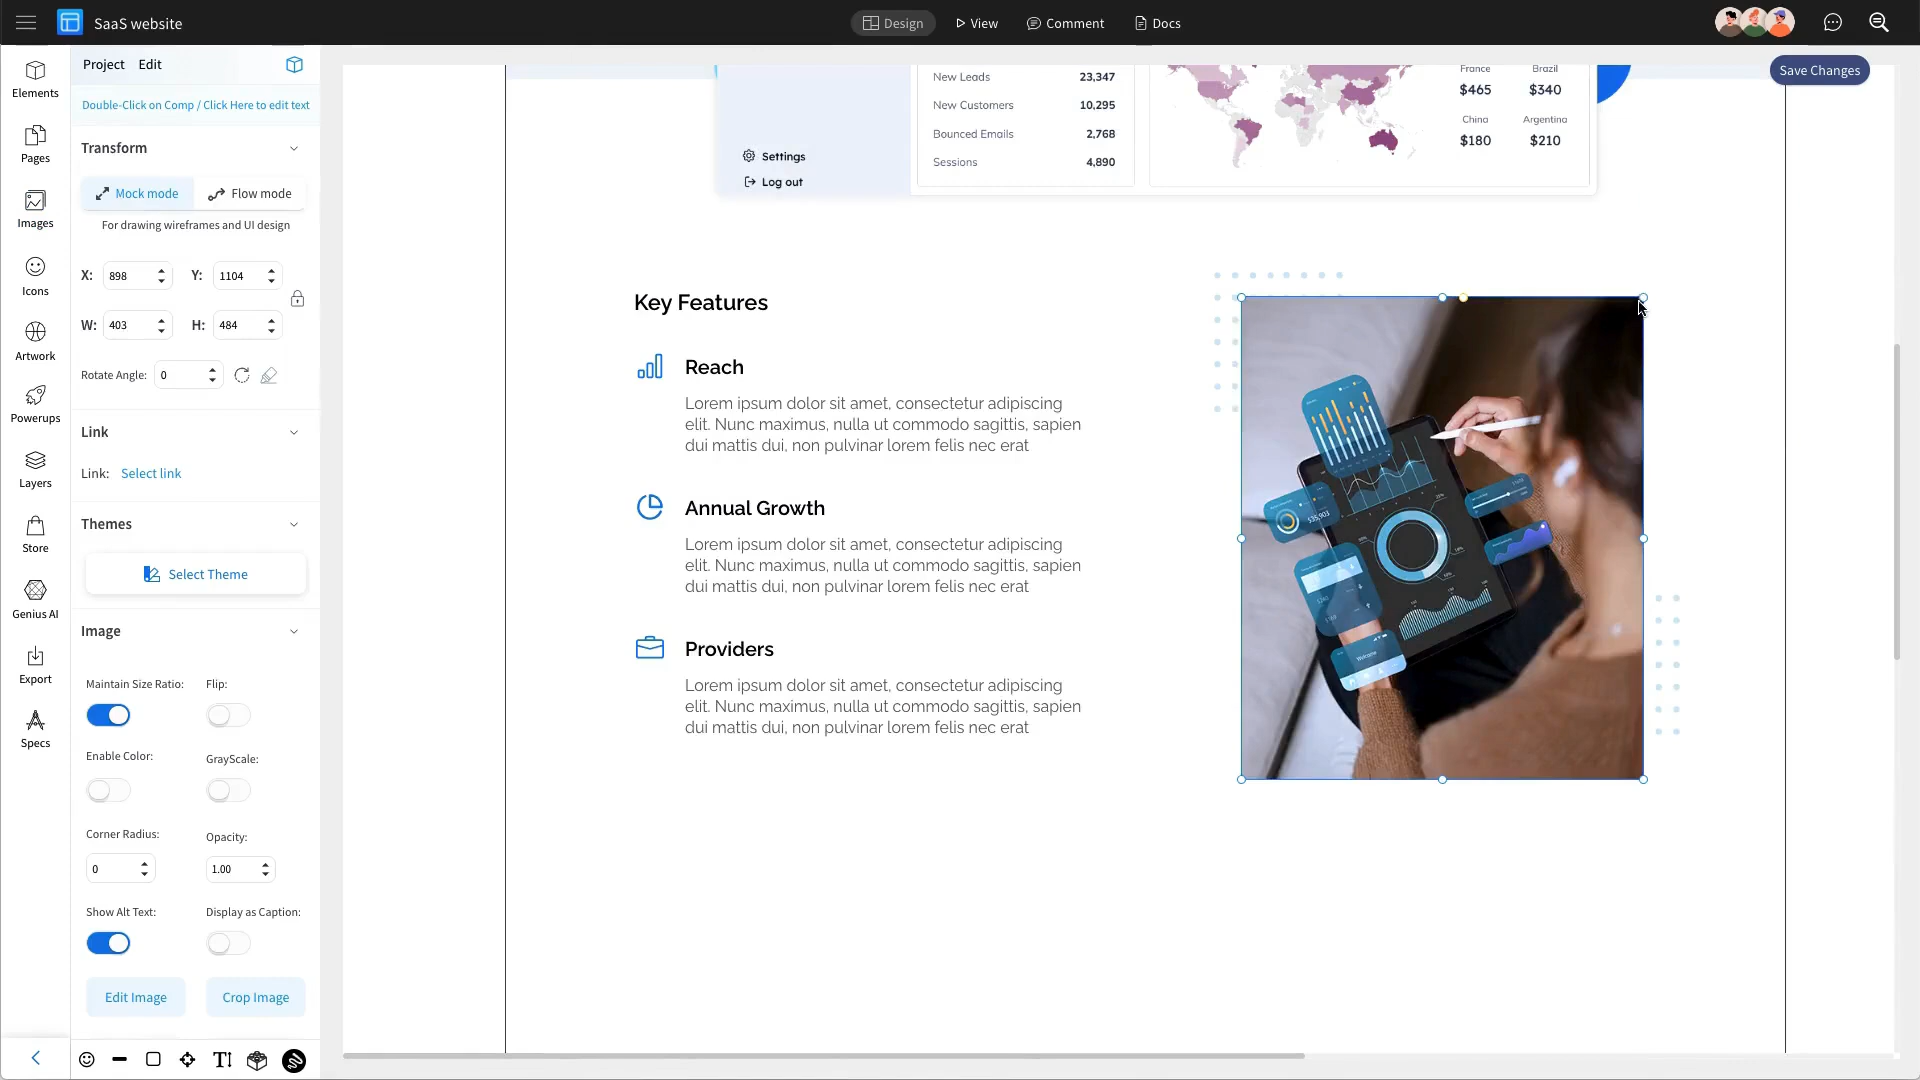 SaaS website
Design
View
Comment
Docs
Project
Edit
Save Changes
Elements
Pages
Images
Icons
Artwork
Powerups
Layers
Store
Genius AI
Export
Specs
Double-Click on Comp / Click Here to edit text
Transform
Mock mode
Flow mode
For drawing wireframes and UI design
X: 898
Y: 1104
W: 403
H: 484
Rotate Angle: 0
Link
Link: Select link
Themes
Select Theme
Image
Maintain Size Ratio:
Flip:
Enable Color:
GrayScale:
Corner Radius:
Opacity:
0
1.00
Show Alt Text:
Display as Caption:
Edit Image
Crop Image
Settings
Log out
New Leads 23,347
New Customers 10,295
Bounced Emails 2,768
Sessions 4,890
France
Brazil
$465
$340
China
Argentina
$180
$210
Key Features
Reach
Lorem ipsum dolor sit amet, consectetur adipiscing
elit. Nunc maximus, nulla ut commodo sagittis, sapien
dui mattis dui, non pulvinar lorem felis nec erat
Annual Growth
Lorem ipsum dolor sit amet, consectetur adipiscing
elit. Nunc maximus, nulla ut commodo sagittis, sapien
dui mattis dui, non pulvinar lorem felis nec erat
Providers
Lorem ipsum dolor sit amet, consectetur adipiscing
elit. Nunc maximus, nulla ut commodo sagittis, sapien
dui mattis dui, non pulvinar lorem felis nec erat
$35,903
Welcome